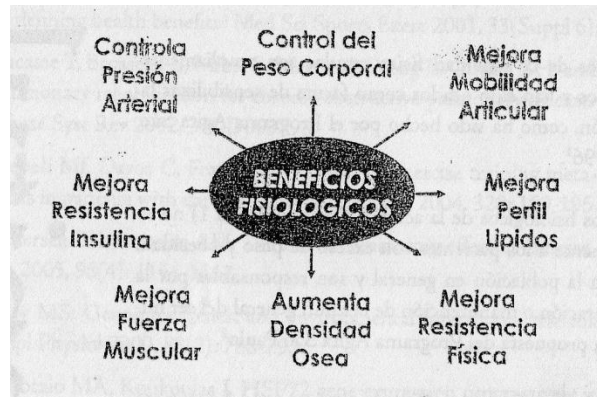 Controla
Presión
Arterial
Control del
Peso Corporal
Mejora
Mobilidad
Articular
BENEFICIOS
FISIOLOGICOS
Mejora
Resistencia
Insulina
Mejora
Perfil
Lipidos
Mejora
Fuerza
Muscular
Aumenta
Densidad
Osea
Mejora
Resistencia
Física